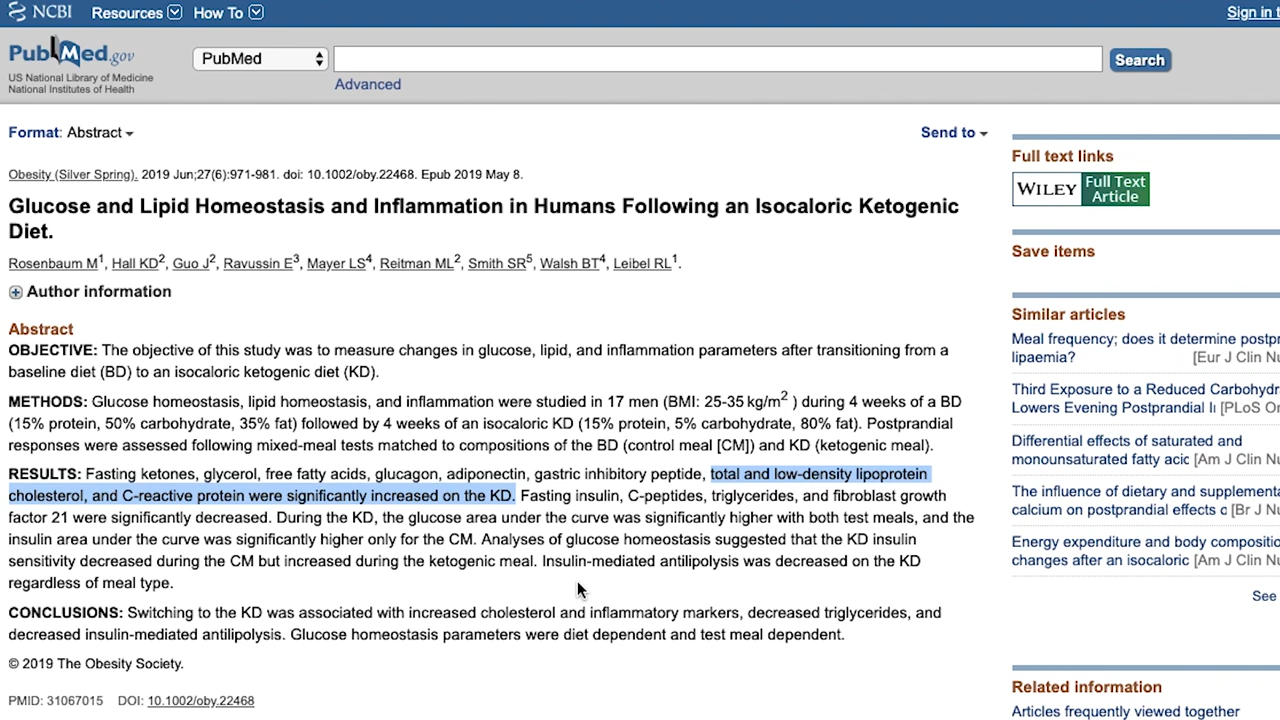 NCBI Resources How To Sign in t
PubMed.gov
US National Library of Medicine
National Institutes of Health
PubMed
Search
Advanced
Format: Abstract
Send to
Obesity (Silver Spring). 2019 Jun;27(6):971-981. doi: 10.1002/oby.22468. Epub 2019 May 8.
Glucose and Lipid Homeostasis and Inflammation in Humans Following an Isocaloric Ketogenic
Diet.
Rosenbaum M1, Hall KD2, Guo J2, Ravussin E3, Mayer LS4, Reitman ML2, Smith SR5, Walsh BT4, Leibel RL1.
Author information
Abstract
OBJECTIVE: The objective of this study was to measure changes in glucose, lipid, and inflammation parameters after transitioning from a
baseline diet (BD) to an isocaloric ketogenic diet (KD).
METHODS: Glucose homeostasis, lipid homeostasis, and inflammation were studied in 17 men (BMI: 25-35 kg/m2 ) during 4 weeks of a BD
(15% protein, 50% carbohydrate, 35% fat) followed by 4 weeks of an isocaloric KD (15% protein, 5% carbohydrate, 80% fat). Postprandial
responses were assessed following mixed-meal tests matched to compositions of the BD (control meal [CM]) and KD (ketogenic meal).
RESULTS: Fasting ketones, glycerol, free fatty acids, glucagon, adiponectin, gastric inhibitory peptide, total and low-density lipoprotein
cholesterol, and C-reactive protein were significantly increased on the KD. Fasting insulin, C-peptides, triglycerides, and fibroblast growth
factor 21 were significantly decreased. During the KD, the glucose area under the curve was significantly higher with both test meals, and the
insulin area under the curve was significantly higher only for the CM. Analyses of glucose homeostasis suggested that the KD insulin
sensitivity decreased during the CM but increased during the ketogenic meal. Insulin-mediated antilipolysis was decreased on the KD
regardless of meal type.
CONCLUSIONS: Switching to the KD was associated with increased cholesterol and inflammatory markers, decreased triglycerides, and
decreased insulin-mediated antilipolysis. Glucose homeostasis parameters were diet dependent and test meal dependent.
© 2019 The Obesity Society.
PMID: 31067015 DOI: 10.1002/oby.22468
Full text links
WILEY Full Text
Article
Save items
Similar articles
Meal frequency; does it determine postpr
lipaemia? [Eur J Clin Nu
Third Exposure to a Reduced Carbohydra
Lowers Evening Postprandial I [PLoS On
Differential effects of saturated and
monounsaturated fatty acic [Am J Clin Nu
The influence of dietary and supplementa
calcium on postprandial effects c [Br J Nu
Energy expenditure and body compositio
changes after an isocaloric [Am J Clin Nu
See
Related information
Articles frequently viewed together